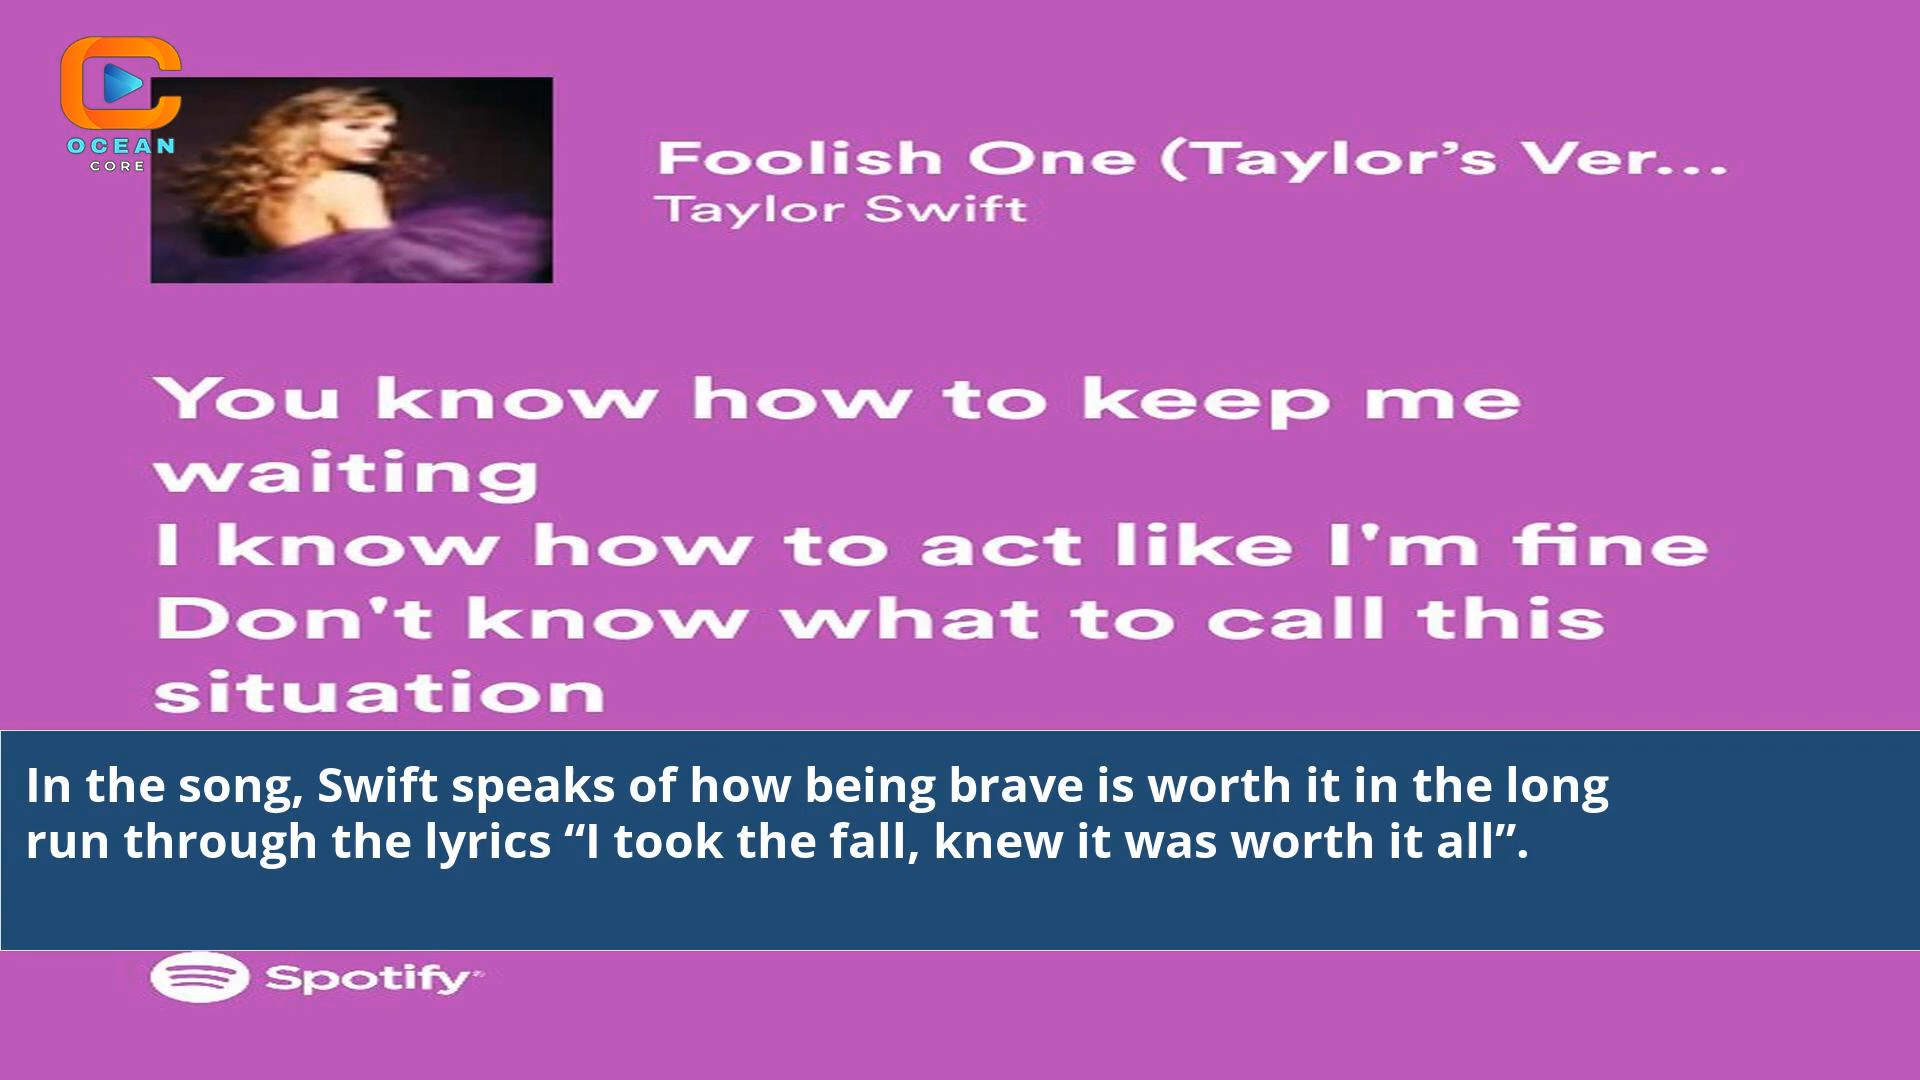 OCEAN
CORE
Foolish One (Taylor’s Ver...
Taylor Swift
You know how to keep me
waiting
I know how to act like I'm fine
Don't know what to call this
situation
In the song, Swift speaks of how being brave is worth it in the long
run through the lyrics “I took the fall, knew it was worth it all”.
Spotify